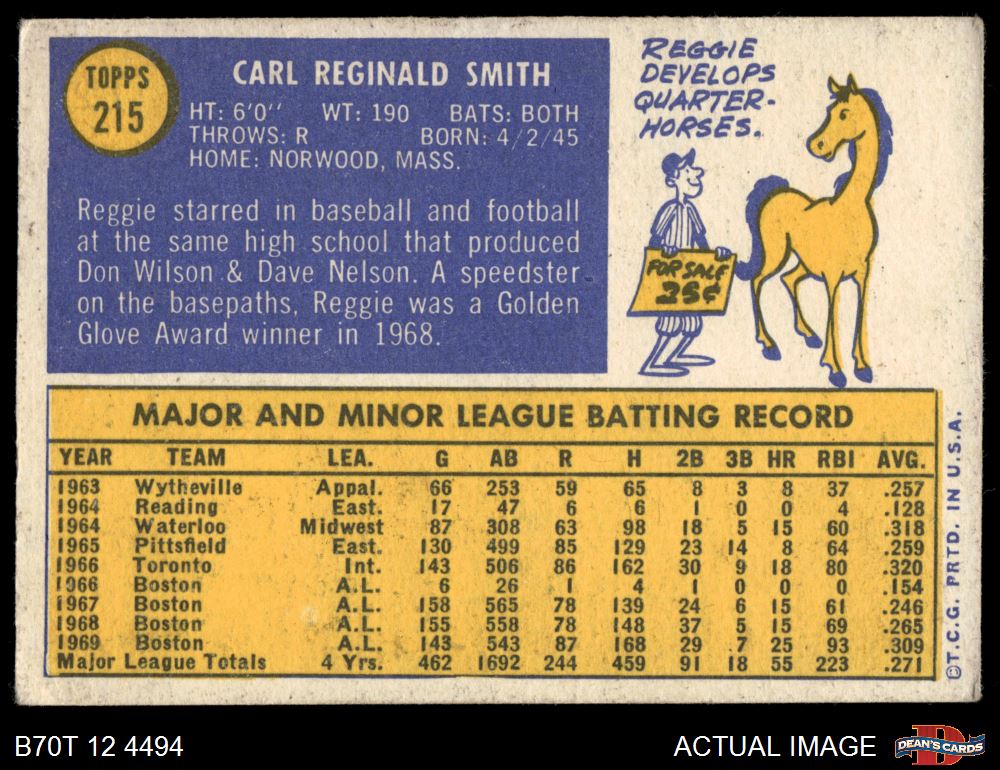 TOPPS
215
CARL REGINALD SMITH
HT: 6'0'' WT: 190 BATS: BOTH
THROWS: R BORN: 4/2/45
HOME: NORWOOD, MASS.
Reggie starred in baseball and football
at the same high school that produced
Don Wilson & Dave Nelson. A speedster
on the basepaths, Reggie was a Golden
Glove Award winner in 1968.
REGGIE
DEVELOPS
QUARTER-
HORSES.
FOR SALE
25¢
MAJOR AND MINOR LEAGUE BATTING RECORD
YEAR TEAM LEA. G AB R H 2B 3B HR RBI AVG.
1963 Wytheville Appal. 66 253 59 65 8 3 8 37 .257
1964 Reading East. 17 47 6 6 1 0 0 4 .128
1964 Waterloo Midwest 87 308 63 98 18 5 15 60 .318
1965 Pittsfield East. 130 499 85 129 23 14 8 64 .259
1966 Toronto Int. 143 506 86 162 30 9 18 80 .320
1966 Boston A.L. 6 26 1 4 1 0 0 0 .154
1967 Boston A.L. 158 565 78 139 24 6 15 61 .246
1968 Boston A.L. 155 558 78 148 37 5 15 69 .265
1969 Boston A.L. 143 543 87 168 29 7 25 93 .309
Major League Totals 4 Yrs. 462 1692 244 459 91 18 55 223 .271
©T.C.G. PRTD. IN U.S.A.
B70T 12 4494
ACTUAL IMAGE
D
DEAN'S CARDS